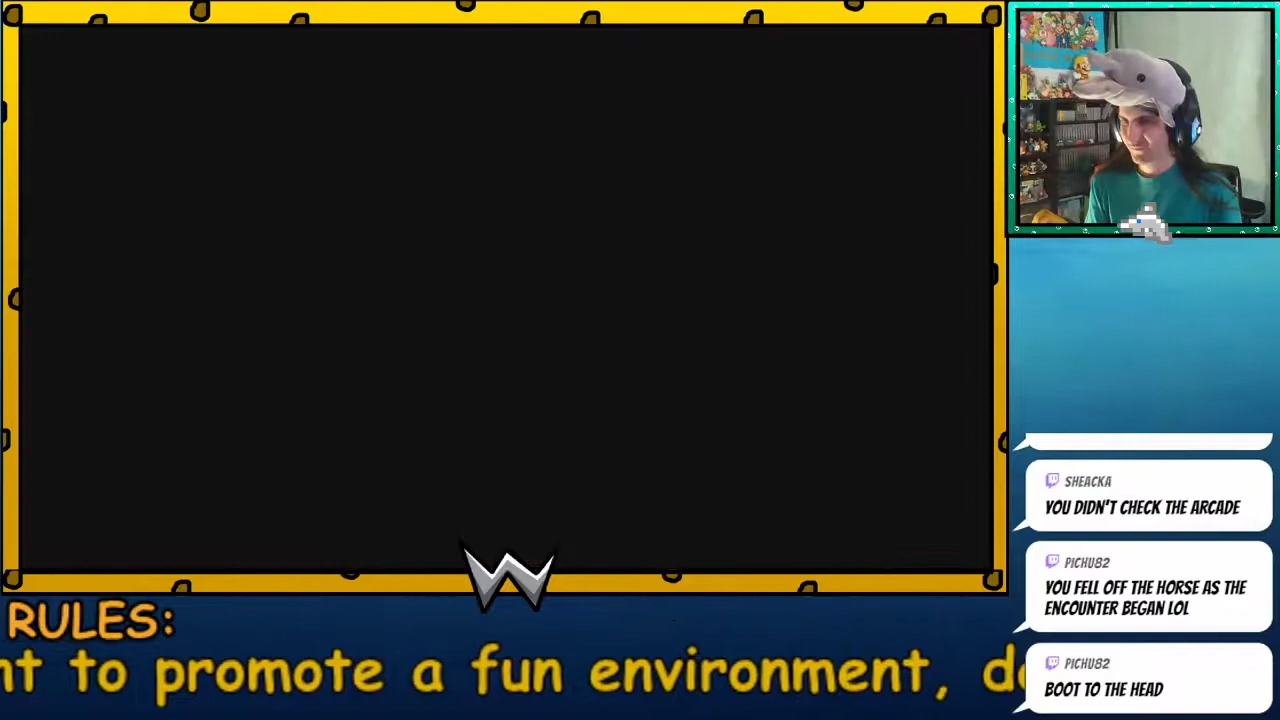 SHEACKA
YOU DIDN'T CHECK THE ARCADE
PICHU82
YOU FELL OFF THE HORSE AS THE
ENCOUNTER BEGAN LOL
PICHU82
BOOT TO THE HEAD
RULES:
nt to promote a fun environment, d